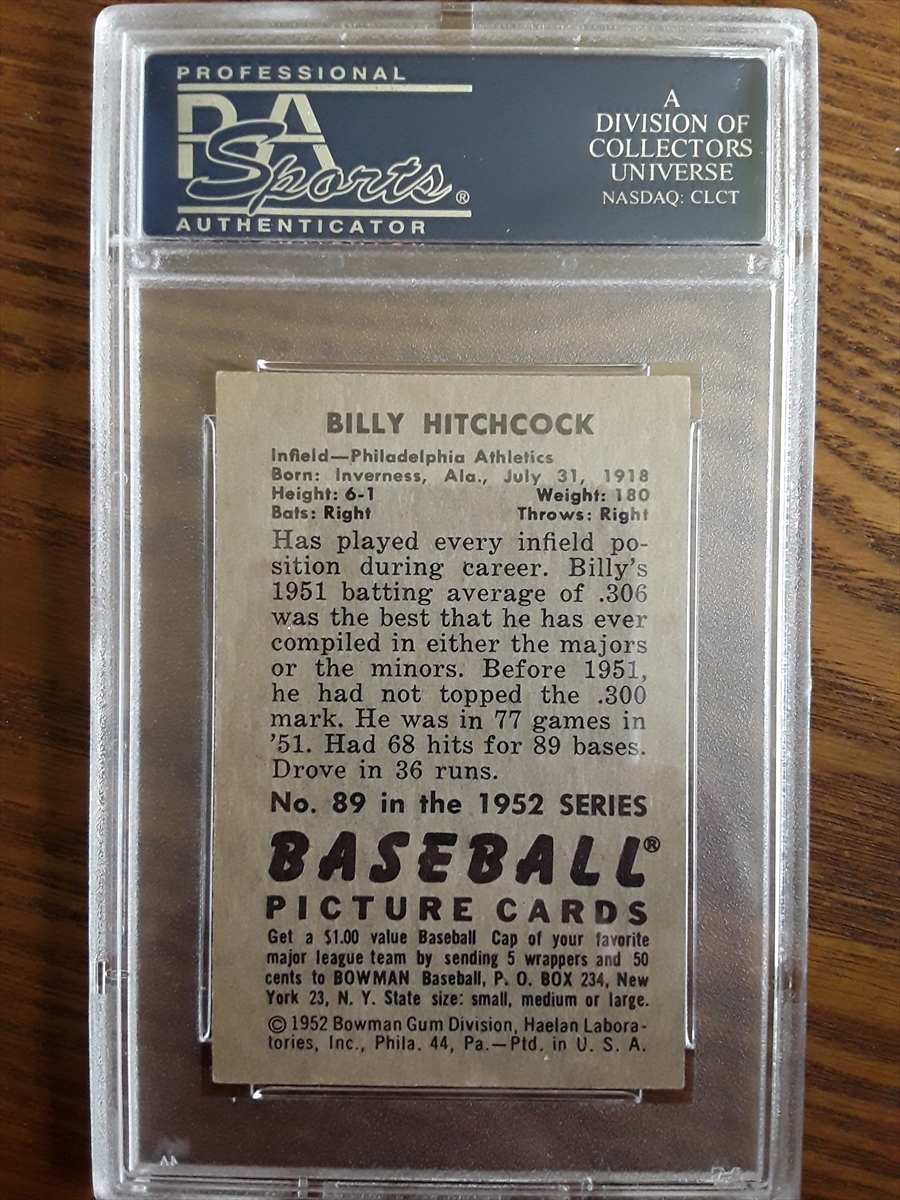 PROFESSIONAL
PSA
Sports®
AUTHENTICATOR
A
DIVISION OF
COLLECTORS
UNIVERSE
NASDAQ: CLCT
BILLY HITCHCOCK
Infield—Philadelphia Athletics
Born: Inverness, Ala., July 31, 1918
Height: 6-1 Weight: 180
Bats: Right Throws: Right
Has played every infield po-
sition during career. Billy's
1951 batting average of .306
was the best that he has ever
compiled in either the majors
or the minors. Before 1951,
he had not topped the .300
mark. He was in 77 games in
'51. Had 68 hits for 89 bases.
Drove in 36 runs.
No. 89 in the 1952 SERIES
BASEBALL®
PICTURE CARDS
Get a $1.00 value Baseball Cap of your favorite
major league team by sending 5 wrappers and 50
cents to BOWMAN Baseball, P. O. BOX 234, New
York 23, N. Y. State size: small, medium or large.
© 1952 Bowman Gum Division, Haelan Labora-
tories, Inc., Phila. 44, Pa.—Ptd. in U. S. A.